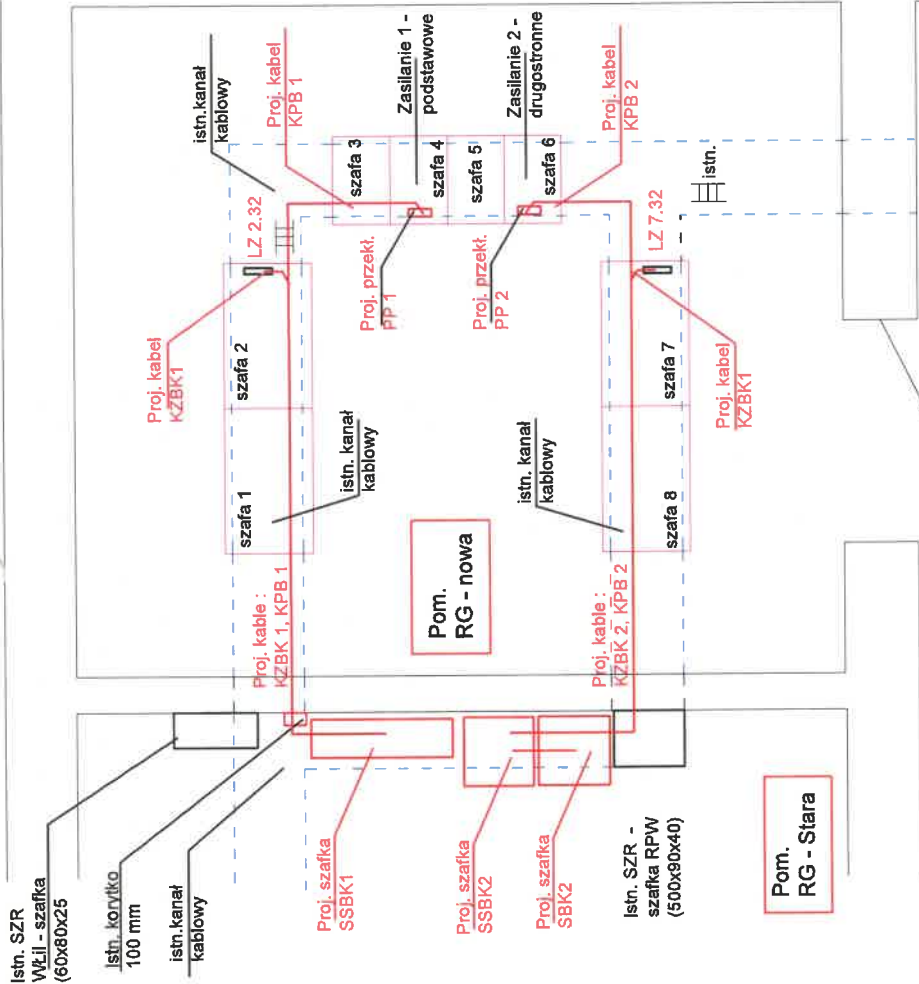 Istn. SZR
WŁiI - szafka
(60x80x25
Istn. korytko
100 mm
istn.kanał
kablowy
Proj. szafka
SSBK1
Proj. szafka
SSBK2
Proj. szafka
SBK2
Istn. SZR -
szafka RPW
(500x90x40)
Pom.
RG - Stara
Proj. kable :
KZBK 1, KPB 1
Pom.
RG - nowa
Proj. kable :
KZBK 2, KPB 2
szafa 1
istn. kanał
kablowy
istn. kanał
kablowy
szafa 8
Proj. kabel
KZBK1
szafa 2
szafa 7
Proj. kabel
KZBK1
LZ 2.32
LZ 7.32
Proj. przekł.
PP 1
Proj. przekł.
PP 2
istn.kanał
kablowy
Proj. kabel
KPB 1
szafa 3
szafa 4
szafa 5
szafa 6
Zasilanie 1 -
podstawowe
Zasilanie 2 -
drugostronne
Proj. kabel
KPB 2
istn.